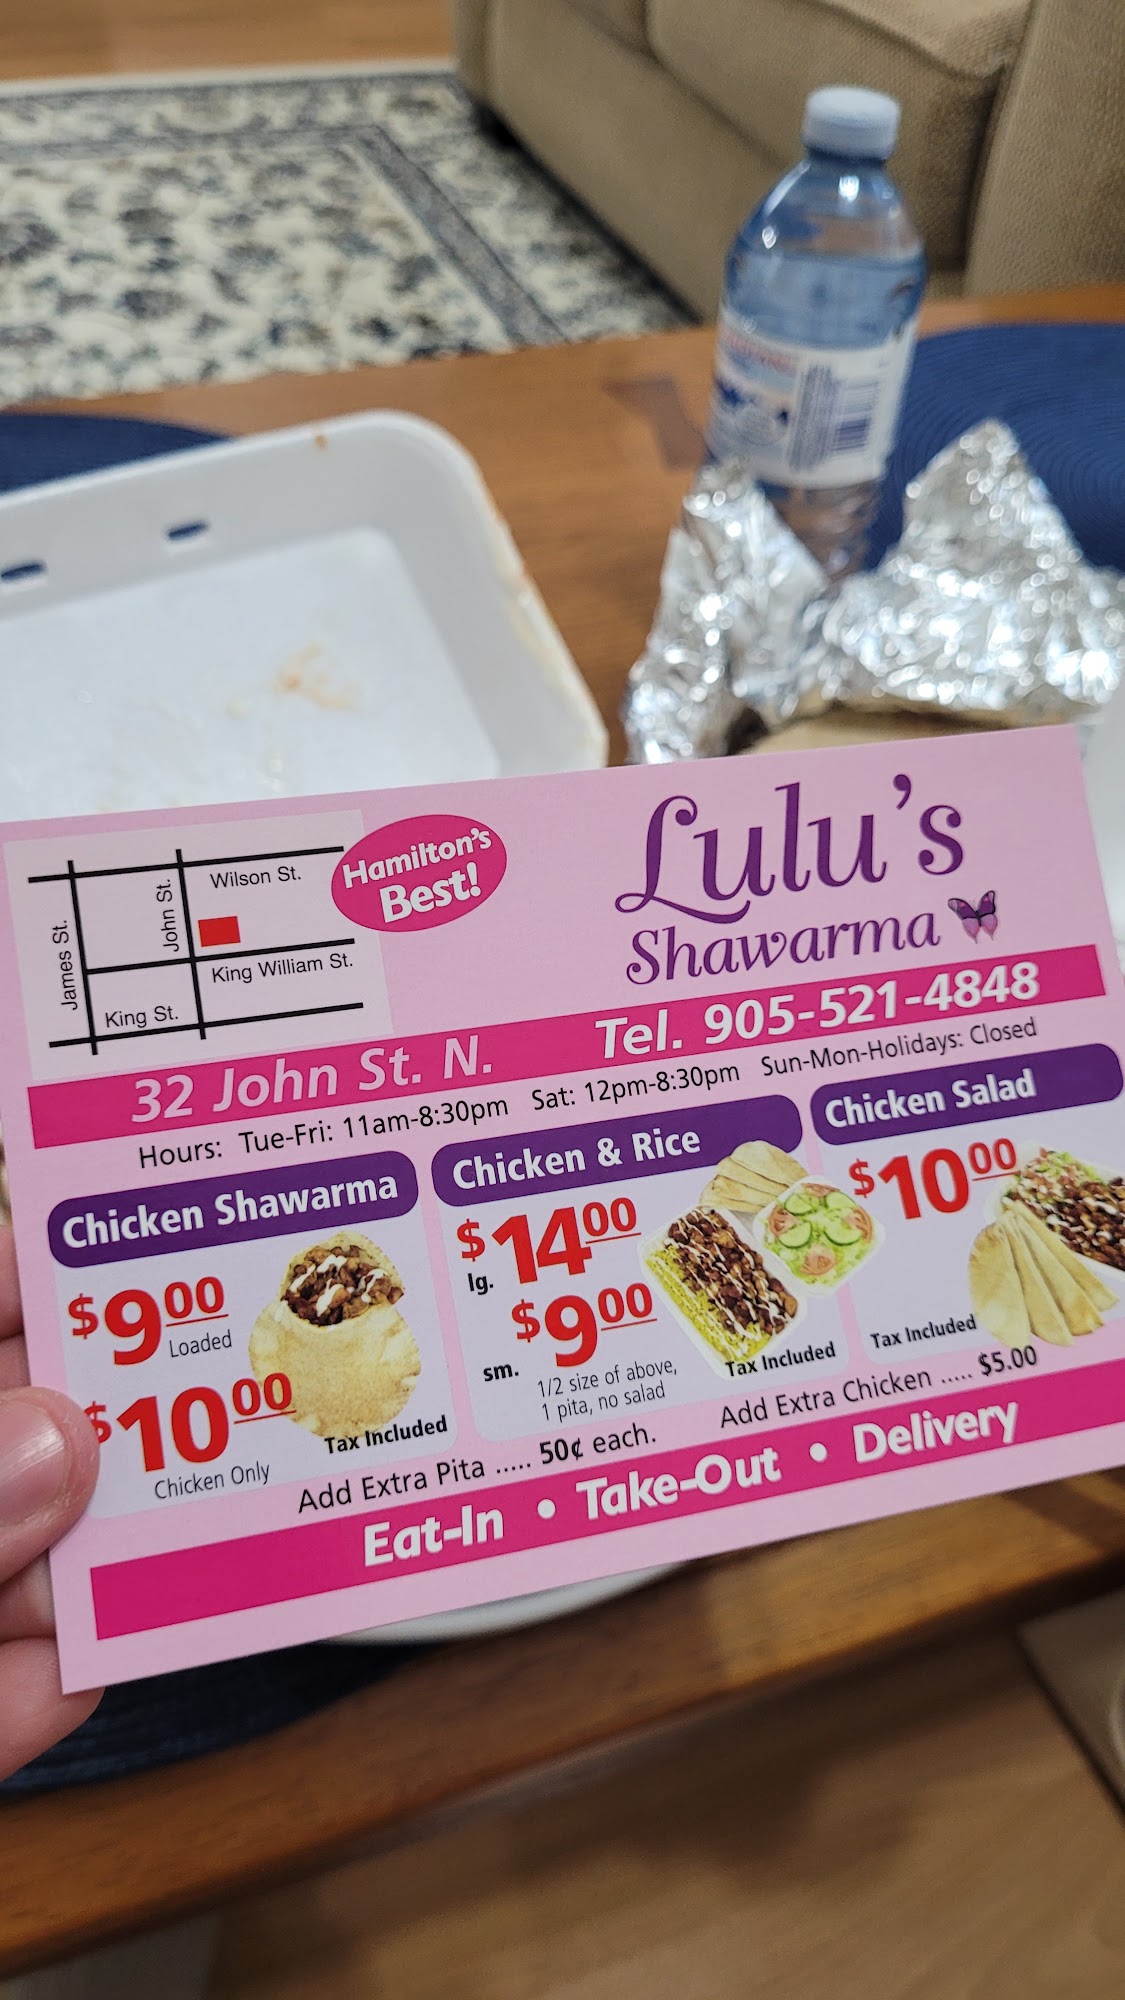 Lulu's
Shawarma
Hamilton's
Best!
Wilson St.
John St.
James St.
King William St.
King St.
32 John St. N.
Tel. 905-521-4848
Hours: Tue-Fri: 11am-8:30pm Sat: 12pm-8:30pm Sun-Mon-Holidays: Closed
Chicken Shawarma
$9.00
Loaded
$10.00
Chicken Only
Tax Included
Chicken & Rice
$14.00
lg.
$9.00
sm.
1/2 size of above,
1 pita, no salad
Tax Included
Chicken Salad
$10.00
Tax Included
Add Extra Pita ..... 50¢ each.
Add Extra Chicken ..... $5.00
Eat-In • Take-Out • Delivery